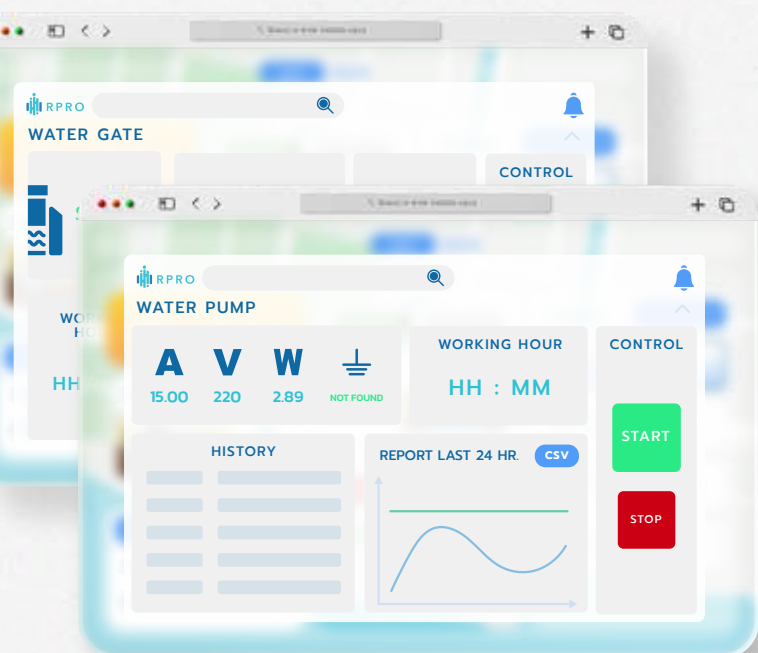 RPRO
WATER GATE
CONTROL
HH
RPRO
WATER PUMP
A V W
15.00 220 2.89 NOT FOUND
WORKING HOUR
HH : MM
CONTROL
START
STOP
HISTORY
REPORT LAST 24 HR. CSV